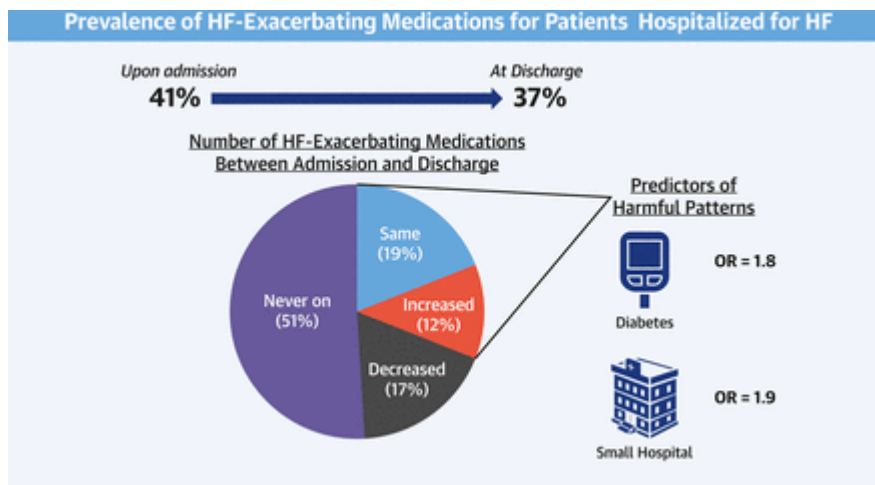 Prevalence of HF-Exacerbating Medications for Patients Hospitalized for HF
Upon admission
At Discharge
41%
37%
Number of HF-Exacerbating Medications
Between Admission and Discharge
Predictors of
Harmful Patterns
Same
(19%)
OR = 1.8
Never on
(51%)
Increased
(12%)
Diabetes
Decreased
(17%)
OR = 1.9
Small Hospital